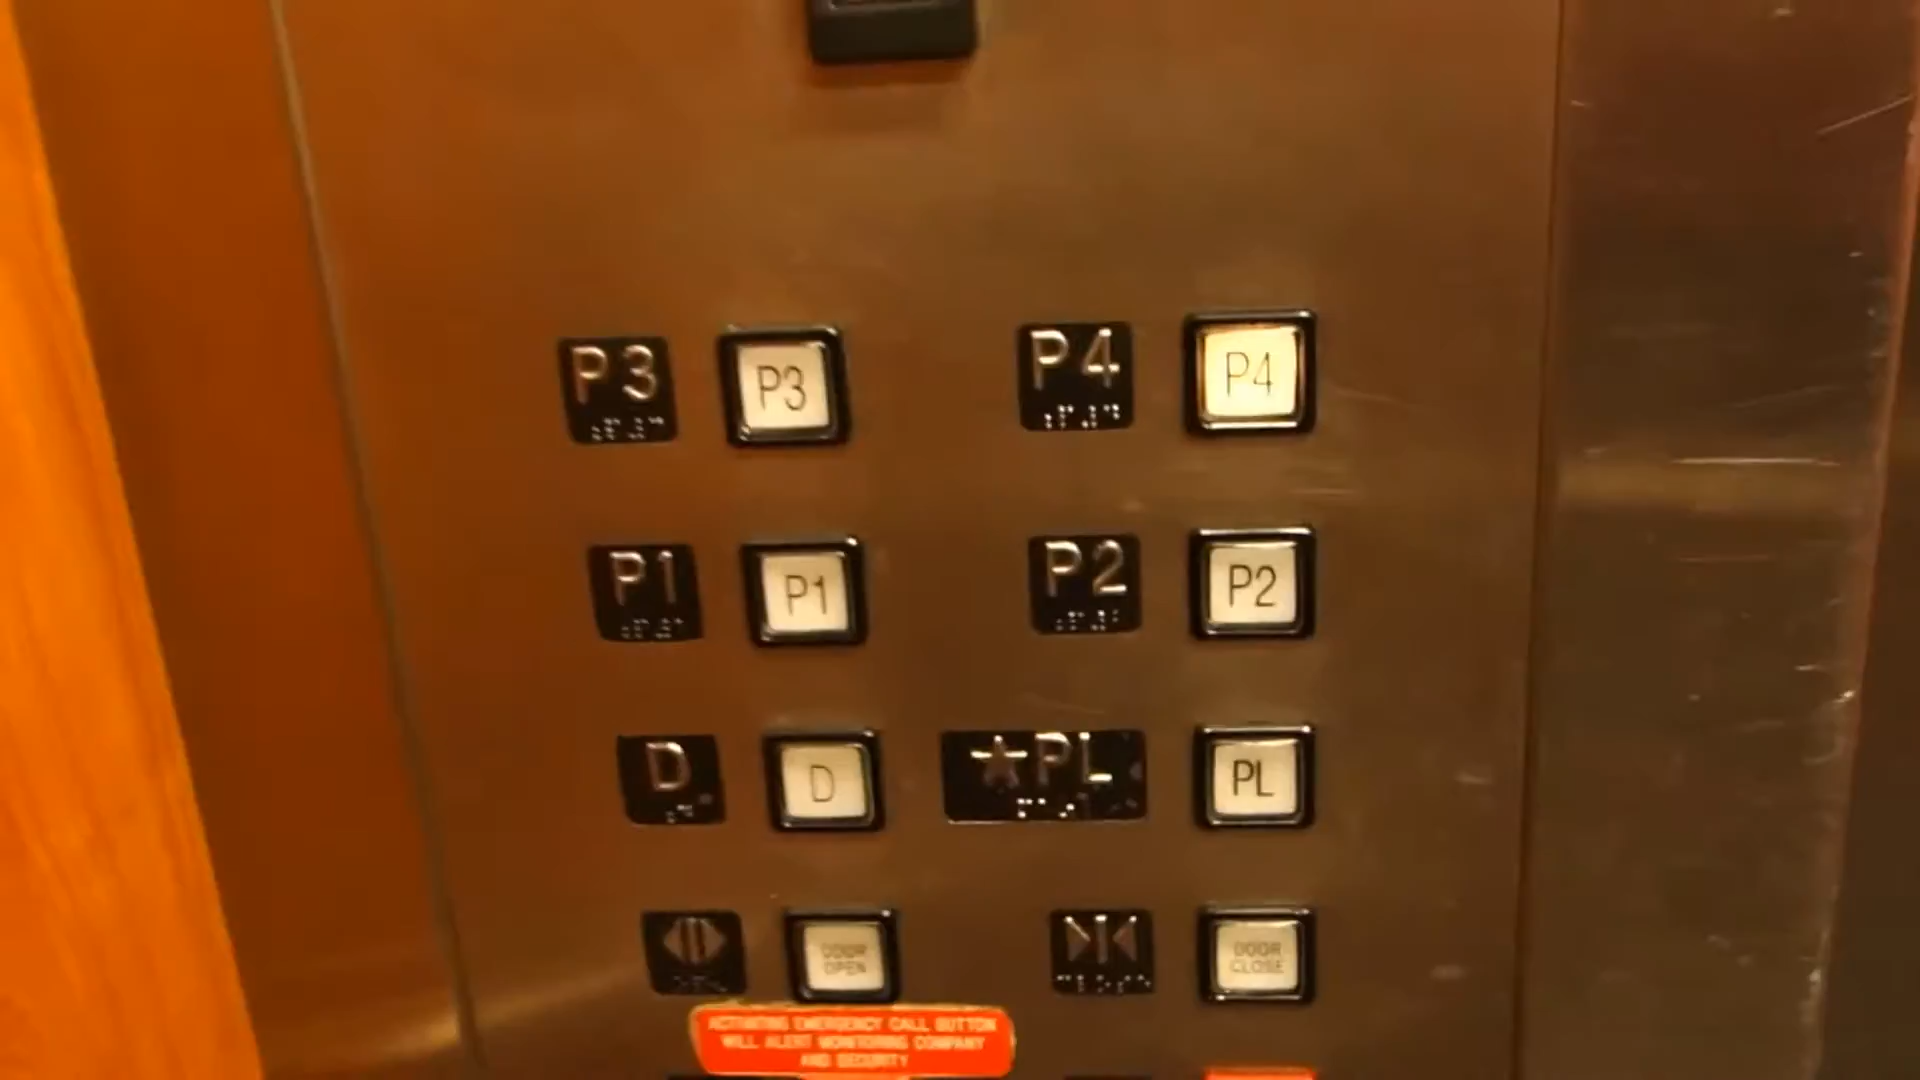 P3 P3 P4 P4
P1 P1 P2 P2
D D ★PL PL
DOOR
OPEN
DOOR
CLOSE
ACTIVATING EMERGENCY CALL BUTTON
WILL ALERT MONITORING COMPANY
AND SECURITY